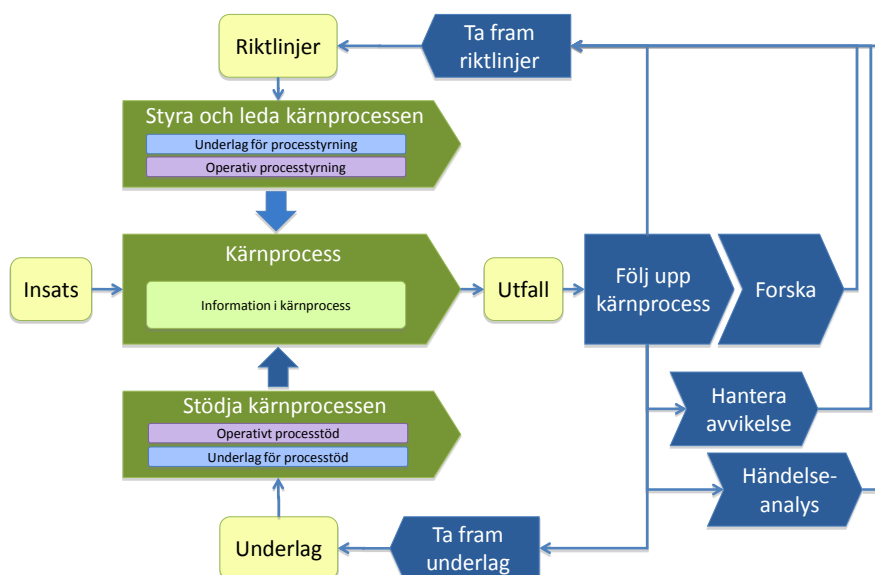 Riktlinjer
Ta fram
riktlinjer
Styra och leda kärnprocessen
Underlag för processtyrning
Operativ processtyrning
Insats
Kärnprocess
Information i kärnprocess
Utfall
Följ upp
kärnprocess
Forska
Stödja kärnprocessen
Operativt processtöd
Underlag för processtöd
Hantera
avvikelse
Händelse-
analys
Underlag
Ta fram
underlag